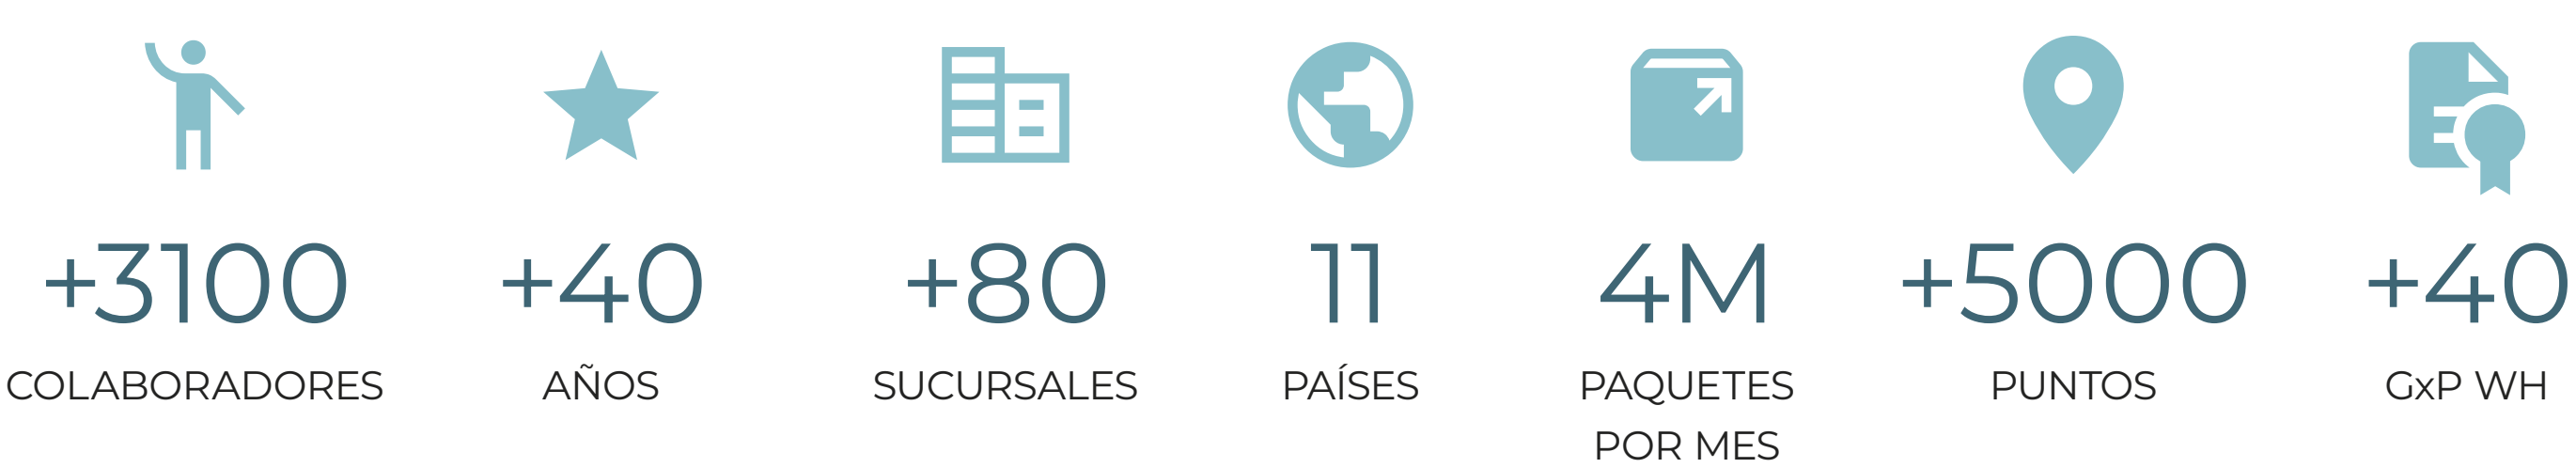 +3100
COLABORADORES
+40
AÑOS
+80
SUCURSALES
11
PAÍSES
4M
PAQUETES
POR MES
+5000
PUNTOS
+40
GxP WH